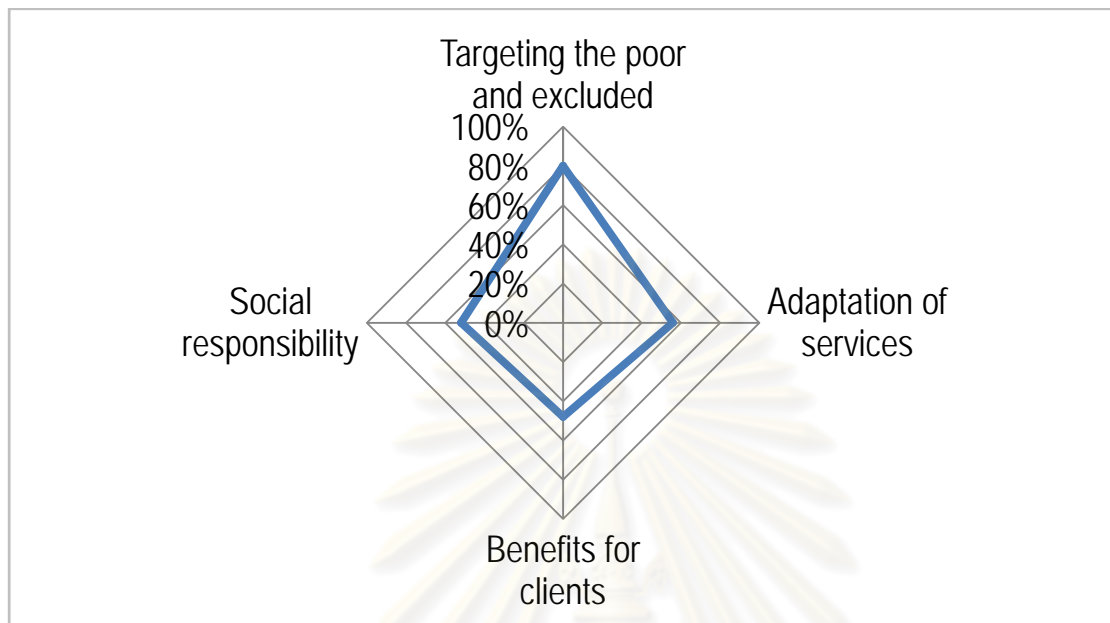 Targeting the poor
and excluded
100%
80%
60%
40%
20%
0%
Social
responsibility
Adaptation of
services
Benefits for
clients